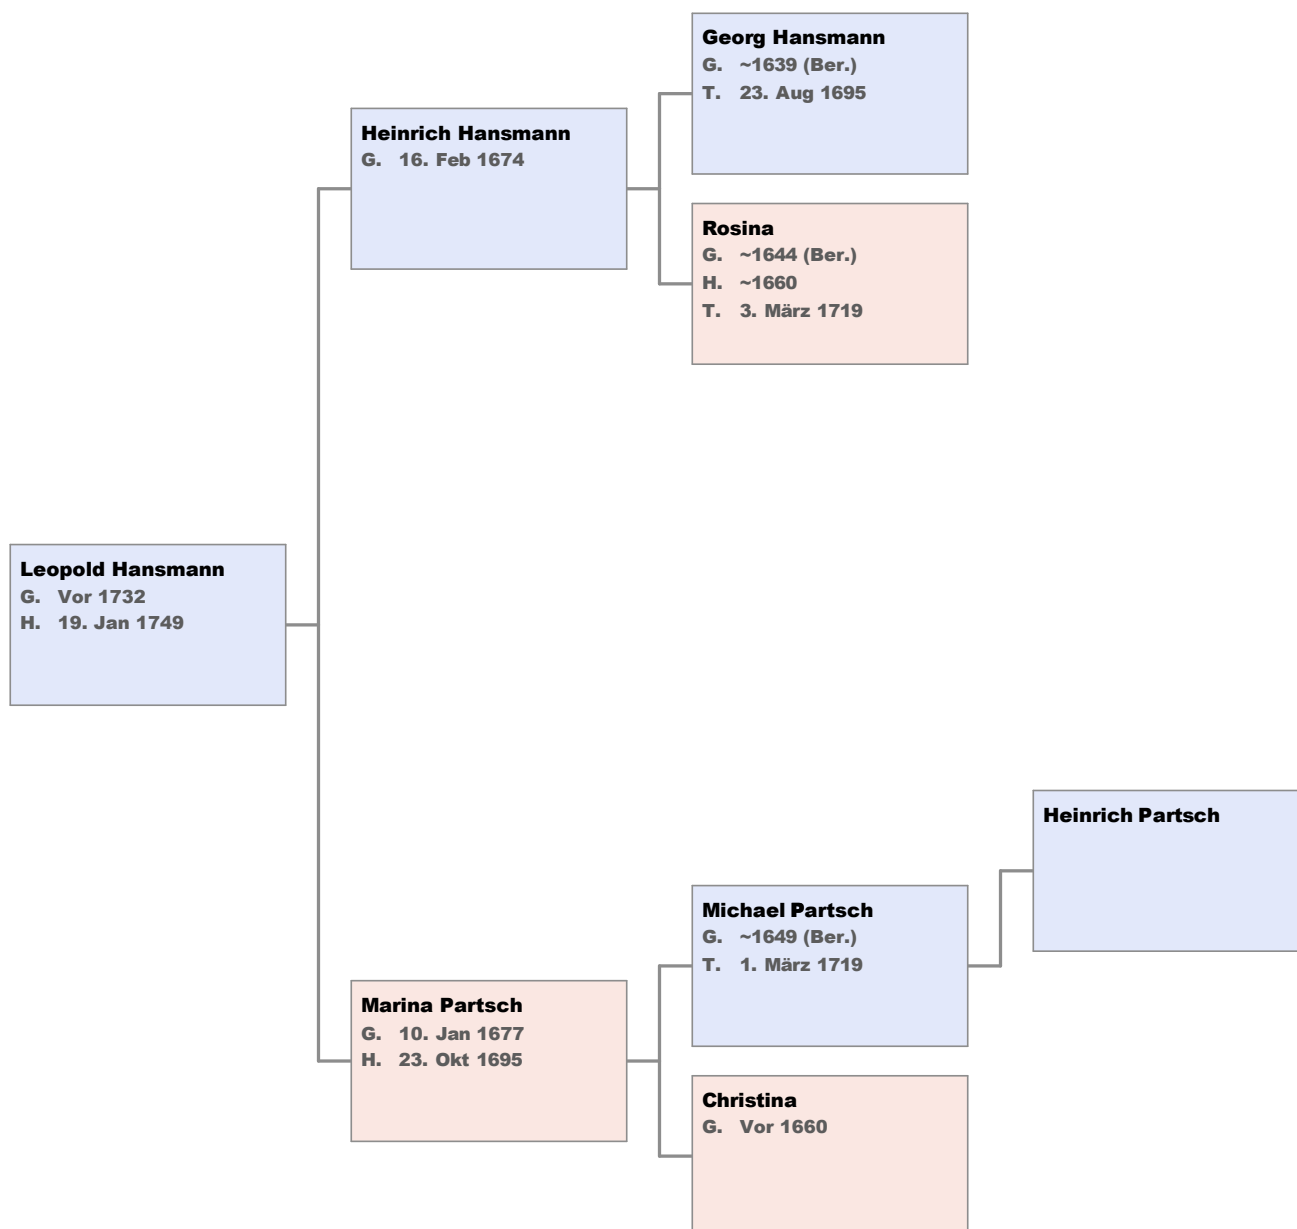 Georg Hansmann
G. ~1639 (Ber.)
T. 23. Aug 1695
Heinrich Hansmann
G. 16. Feb 1674
Rosina
G. ~1644 (Ber.)
H. ~1660
T. 3. März 1719
Leopold Hansmann
G. Vor 1732
H. 19. Jan 1749
Heinrich Partsch
Michael Partsch
G. ~1649 (Ber.)
T. 1. März 1719
Marina Partsch
G. 10. Jan 1677
H. 23. Okt 1695
Christina
G. Vor 1660